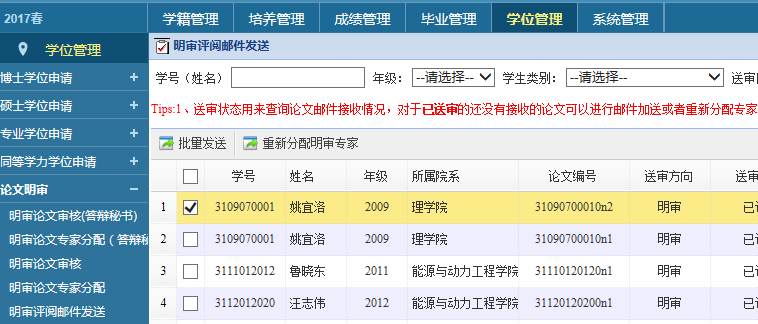 2017春
学籍管理 培养管理 成绩管理 毕业管理 学位管理 系统管理
学位管理
博士学位申请
硕士学位申请
专业学位申请
同等学力学位申请
论文明审
明审论文审核(答辩秘书)
明审论文专家分配（答辩秘
明审论文审核
明审论文专家分配
明审评阅邮件发送
明审评阅邮件发送
学号（姓名） 年级： --请选择-- 学生类别： --请选择-- 送审
Tips:1、送审状态用来查询论文邮件接收情况，对于已送审的还没有接收的论文可以进行邮件加送或者重新分配专家
批量发送 重新分配明审专家
学号 姓名 年级 所属院系 论文编号 送审方向 送审
1 3109070001 姚宜洛 2009 理学院 31090700010n2 明审 已
2 3109070001 姚宜洛 2009 理学院 31090700010n1 明审 已
3 3111012012 鲁晓东 2011 能源与动力工程学院 31110120120n1 明审 已
4 3112012020 汪志伟 2012 能源与动力工程学院 31120120200n1 明审 已